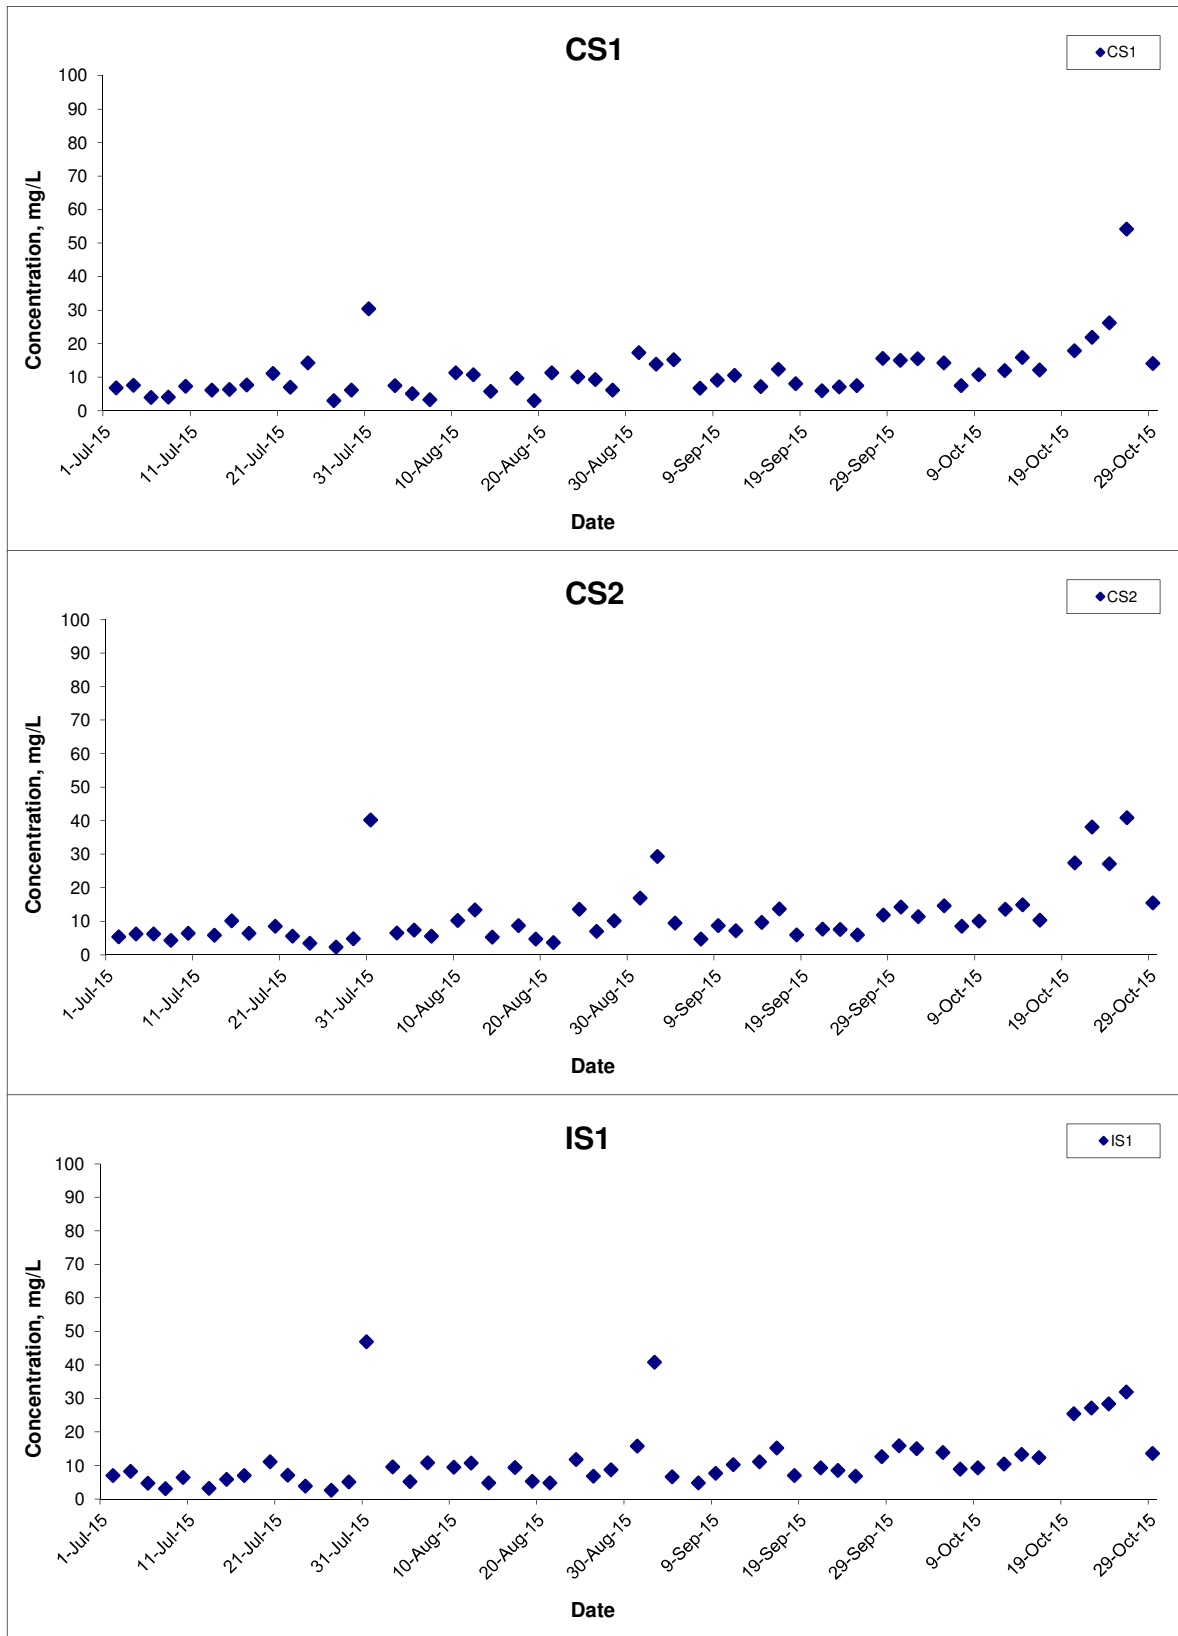 CS1
CS1
100
90
80
70
60
50
40
30
20
10
0
Concentration, mg/L
1-Jul-15
11-Jul-15
21-Jul-15
31-Jul-15
10-Aug-15
20-Aug-15
30-Aug-15
9-Sep-15
19-Sep-15
29-Sep-15
9-Oct-15
19-Oct-15
29-Oct-15
Date
CS2
CS2
100
90
80
70
60
50
40
30
20
10
0
Concentration, mg/L
1-Jul-15
11-Jul-15
21-Jul-15
31-Jul-15
10-Aug-15
20-Aug-15
30-Aug-15
9-Sep-15
19-Sep-15
29-Sep-15
9-Oct-15
19-Oct-15
29-Oct-15
Date
IS1
IS1
100
90
80
70
60
50
40
30
20
10
0
Concentration, mg/L
1-Jul-15
11-Jul-15
21-Jul-15
31-Jul-15
10-Aug-15
20-Aug-15
30-Aug-15
9-Sep-15
19-Sep-15
29-Sep-15
9-Oct-15
19-Oct-15
29-Oct-15
Date